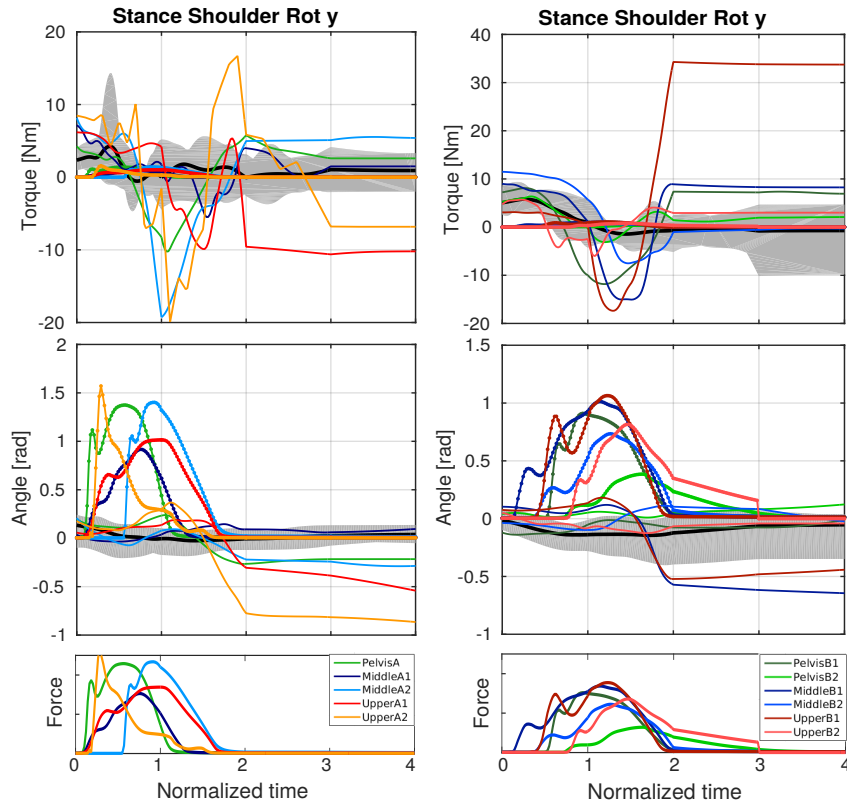 Stance Shoulder Rot y
20
10
0
-10
-20
Torque [Nm]
2
1.5
1
0.5
0
-0.5
-1
Angle [rad]
Force
PelvisA
MiddleA1
MiddleA2
UpperA1
UpperA2
0 1 2 3 4
Normalized time
Stance Shoulder Rot y
40
30
20
10
0
-10
-20
Torque [Nm]
1.5
1
0.5
0
-0.5
-1
Angle [rad]
Force
PelvisB1
PelvisB2
MiddleB1
MiddleB2
UpperB1
UpperB2
0 1 2 3 4
Normalized time